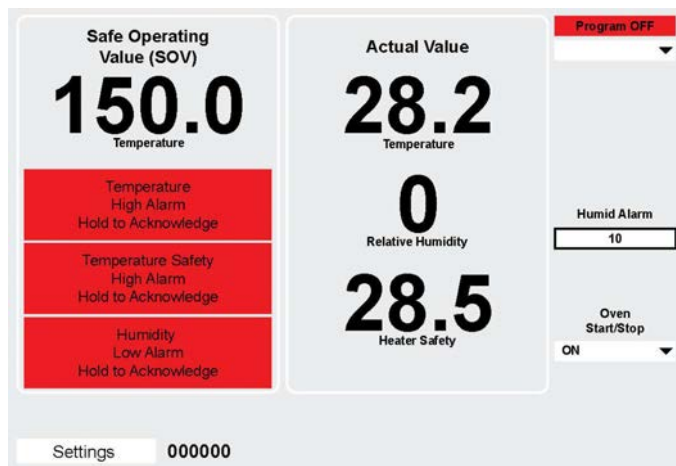 Safe Operating
Value (SOV)
150.0
Temperature
Temperature
High Alarm
Hold to Acknowledge
Temperature Safety
High Alarm
Hold to Acknowledge
Humidity
Low Alarm
Hold to Acknowledge
Actual Value
28.2
Temperature
0
Relative Humidity
28.5
Heater Safety
Program OFF
Humid Alarm
10
Oven
Start/Stop
ON
Settings
000000